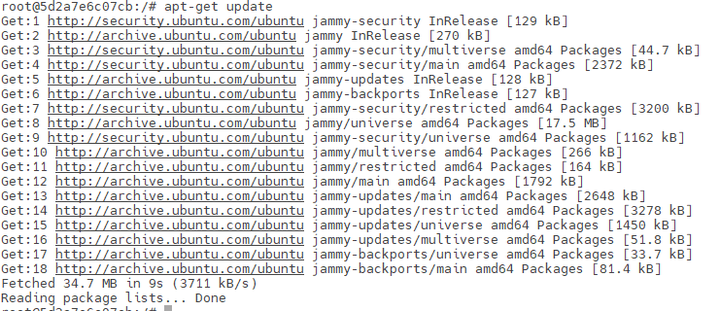 root@5d2a7e6c07cb:/# apt-get update
Get:1 http://security.ubuntu.com/ubuntu jammy-security InRelease [129 kB]
Get:2 http://archive.ubuntu.com/ubuntu jammy InRelease [270 kB]
Get:3 http://security.ubuntu.com/ubuntu jammy-security/multiverse amd64 Packages [44.7 kB]
Get:4 http://security.ubuntu.com/ubuntu jammy-security/main amd64 Packages [2372 kB]
Get:5 http://archive.ubuntu.com/ubuntu jammy-updates InRelease [128 kB]
Get:6 http://archive.ubuntu.com/ubuntu jammy-backports InRelease [127 kB]
Get:7 http://security.ubuntu.com/ubuntu jammy-security/restricted amd64 Packages [3200 kB]
Get:8 http://archive.ubuntu.com/ubuntu jammy/universe amd64 Packages [17.5 MB]
Get:9 http://security.ubuntu.com/ubuntu jammy-security/universe amd64 Packages [1162 kB]
Get:10 http://archive.ubuntu.com/ubuntu jammy/multiverse amd64 Packages [266 kB]
Get:11 http://archive.ubuntu.com/ubuntu jammy/restricted amd64 Packages [164 kB]
Get:12 http://archive.ubuntu.com/ubuntu jammy/main amd64 Packages [1792 kB]
Get:13 http://archive.ubuntu.com/ubuntu jammy-updates/main amd64 Packages [2648 kB]
Get:14 http://archive.ubuntu.com/ubuntu jammy-updates/restricted amd64 Packages [3278 kB]
Get:15 http://archive.ubuntu.com/ubuntu jammy-updates/universe amd64 Packages [1450 kB]
Get:16 http://archive.ubuntu.com/ubuntu jammy-updates/multiverse amd64 Packages [51.8 kB]
Get:17 http://archive.ubuntu.com/ubuntu jammy-backports/universe amd64 Packages [33.7 kB]
Get:18 http://archive.ubuntu.com/ubuntu jammy-backports/main amd64 Packages [81.4 kB]
Fetched 34.7 MB in 9s (3711 kB/s)
Reading package lists... Done
root@5d2a7e6c07cb:/#